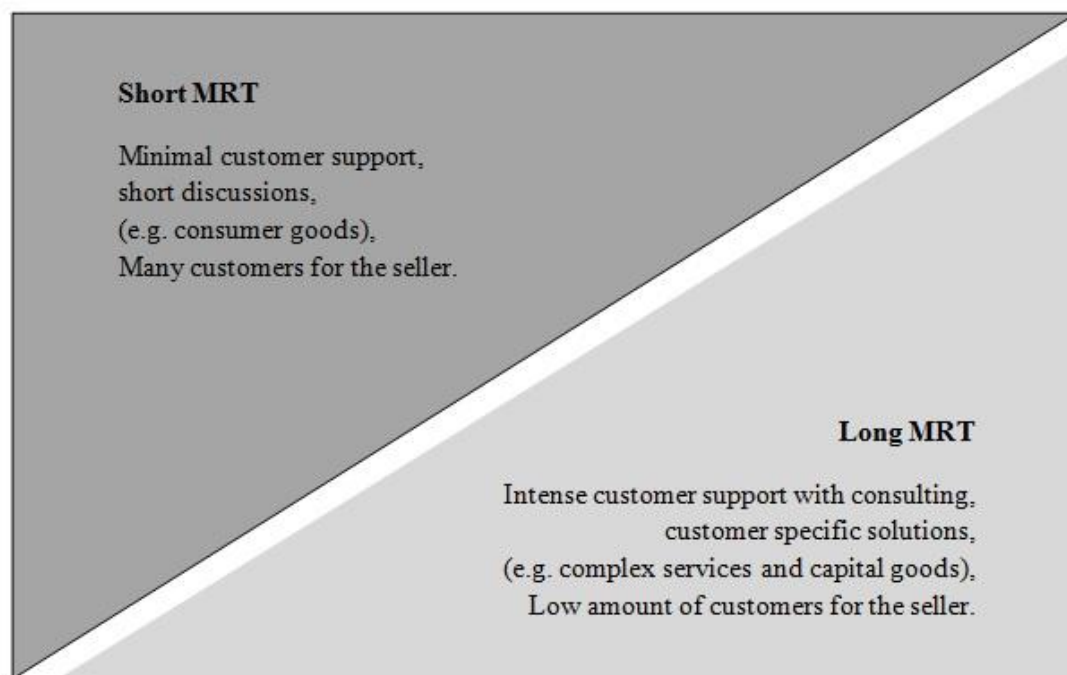 Short MRT
Minimal customer support,
short discussions,
(e.g. consumer goods),
Many customers for the seller.
Long MRT
Intense customer support with consulting,
customer specific solutions,
(e.g. complex services and capital goods),
Low amount of customers for the seller.